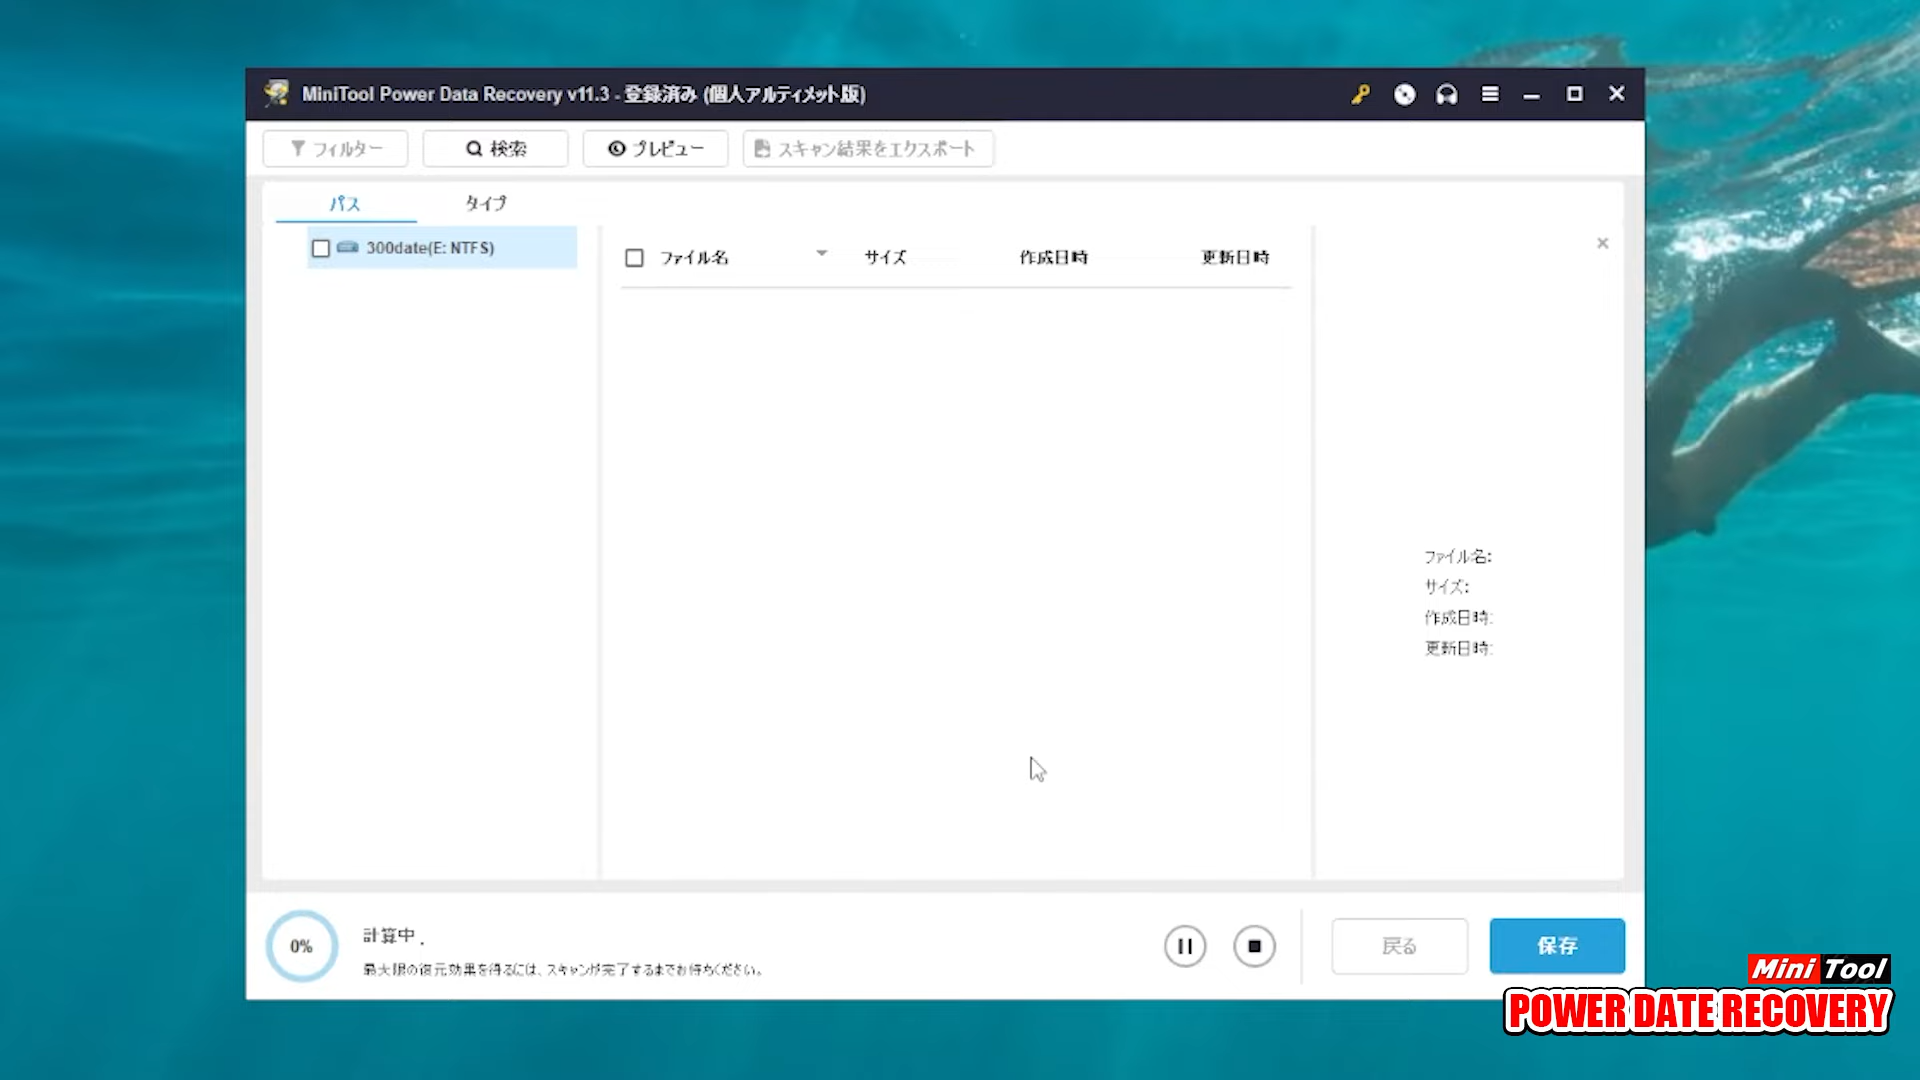 MiniTool Power Data Recovery v11.3 - 登録済み (個人アルティメット版)
フィルター
検索
プレビュー
スキャン結果をエクスポート
パス
タイプ
300date(E: NTFS)
ファイル名
サイズ
作成日時
更新日時
ファイル名:
サイズ:
作成日時:
更新日時:
0%
計算中 .
最大限の復元効果を得るには、スキャンが完了するまでお待ちください。
戻る
保存
Mini Tool
POWER DATE RECOVERY